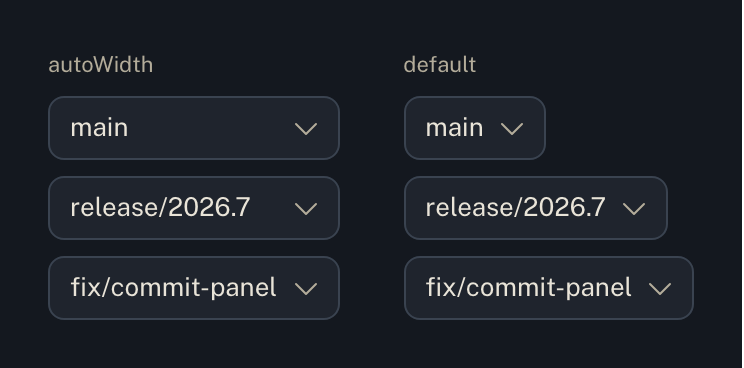 autoWidth
default
main
main
release/2026.7
release/2026.7
fix/commit-panel
fix/commit-panel